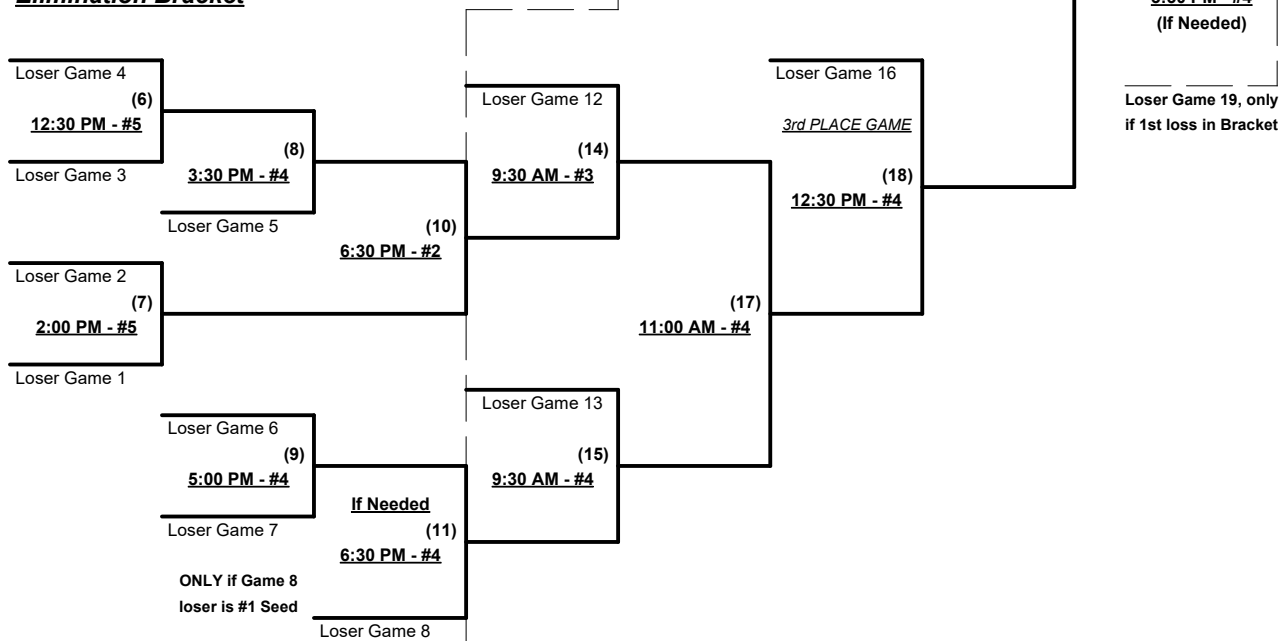 Elimination Bracket
PM - #4
(If Needed)
Loser Game 19, only
if 1st loss in Bracket
Loser Game 4
(6)
12:30 PM - #5
Loser Game 3
(8)
3:30 PM - #4
Loser Game 5
(10)
6:30 PM - #2
Loser Game 2
(7)
2:00 PM - #5
Loser Game 1
Loser Game 6
(9)
5:00 PM - #4
Loser Game 7
If Needed
(11)
6:30 PM - #4
ONLY if Game 8
loser is #1 Seed
Loser Game 8
Loser Game 12
(14)
9:30 AM - #3
Loser Game 13
(15)
9:30 AM - #4
(17)
11:00 AM - #4
Loser Game 16
3rd PLACE GAME
(18)
12:30 PM - #4